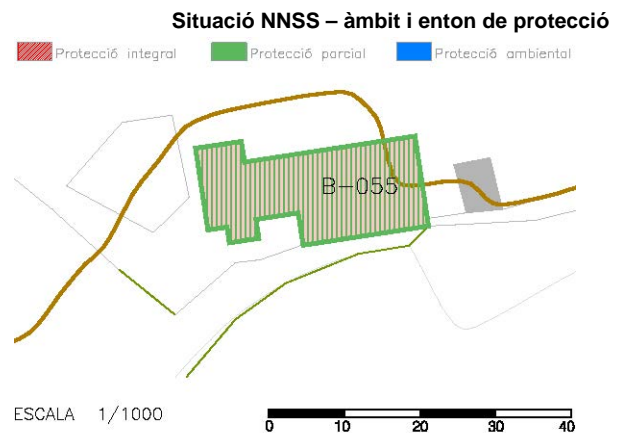 Situació NNSS – àmbit i enton de protecció
Protecció integral Protecció parcial Protecció ambiental
B-055
ESCALA 1/1000
0 10 20 30 40